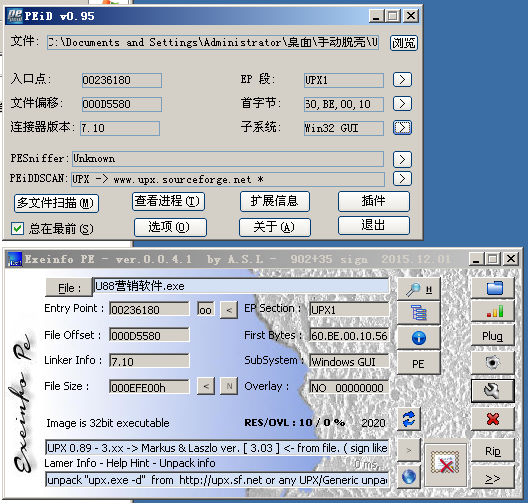 PEiD v0.95
文件: C:\Documents and Settings\Administrator\桌面\手动脱壳\U 浏览
入口点: 00236180 EP 段: UPX1 >
文件偏移: 000D5580 首字节: 60,BE,00,10 >
连接器版本: 7.10 子系统: Win32 GUI >
PESniffer: Unknown >
PEiDDSCAN: UPX -> www.upx.sourceforge.net * >
多文件扫描(M) 查看进程(T) 扩展信息 插件
总在最前(S) 选项(O) 关于(A) 退出
Exeinfo PE - ver.0.0.4.1 by A.S.L - 902+35 sign 2015.12.01
Exeinfo Pe
File : U88营销软件.exe H
Entry Point : 00236180 oo < EP Section : UPX1
File Offset : 000D5580 First Bytes : 60.BE.00.10.56 Plug
Linker Info : 7.10 SubSystem : Windows GUI PE
File Size : 000EFE00h < N Overlay : NO 00000000
Image is 32bit executable RES/OVL : 10 / 0 % 2020
UPX 0.89 - 3.xx -> Markus & Laszlo ver. [ 3.03 ] <- from file. ( sign like > Rip
Lamer Info - Help Hint - Unpack info 0 ms.
unpack "upx.exe -d" from http://upx.sf.net or any UPX/Generic unpac >>